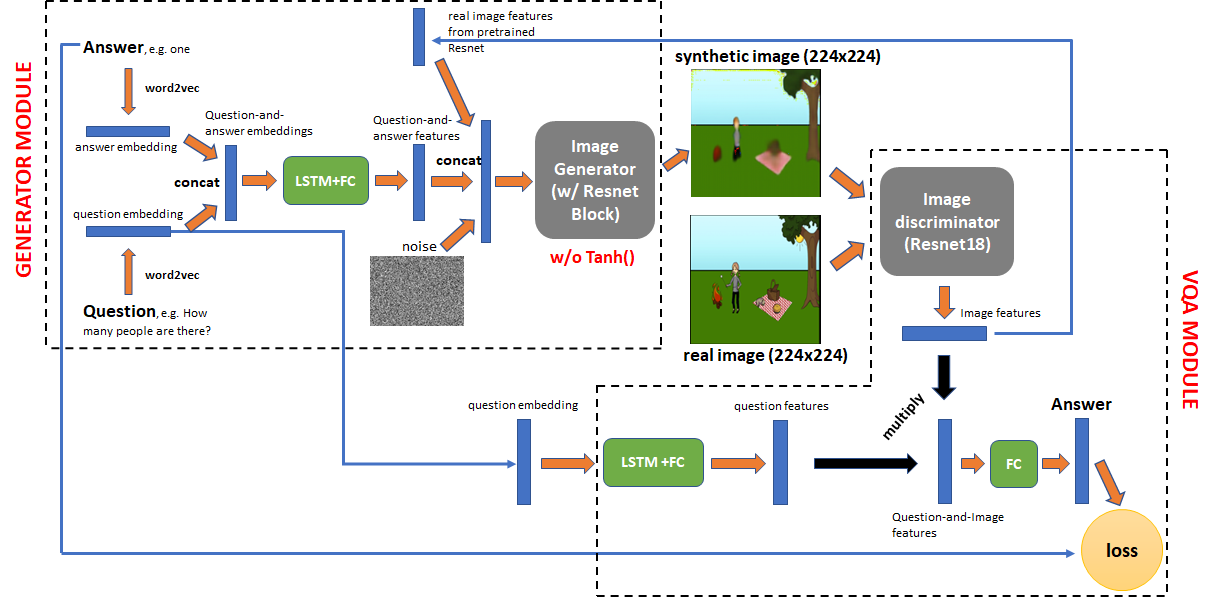 GENERATOR MODULE
Answer, e.g. one
word2vec
answer embedding
concat
question embedding
word2vec
Question, e.g. How
many people are there?
Question-and-
answer embeddings
LSTM+FC
real image features
from pretrained
Resnet
Question-and-
answer features
concat
noise
Image
Generator
(w/ Resnet
Block)
w/o Tanh()
synthetic image (224x224)
real image (224x224)
Image
discriminator
(Resnet18)
Image features
VQA MODULE
question embedding
LSTM +FC
question features
multiply
Question-and-Image
features
FC
Answer
loss